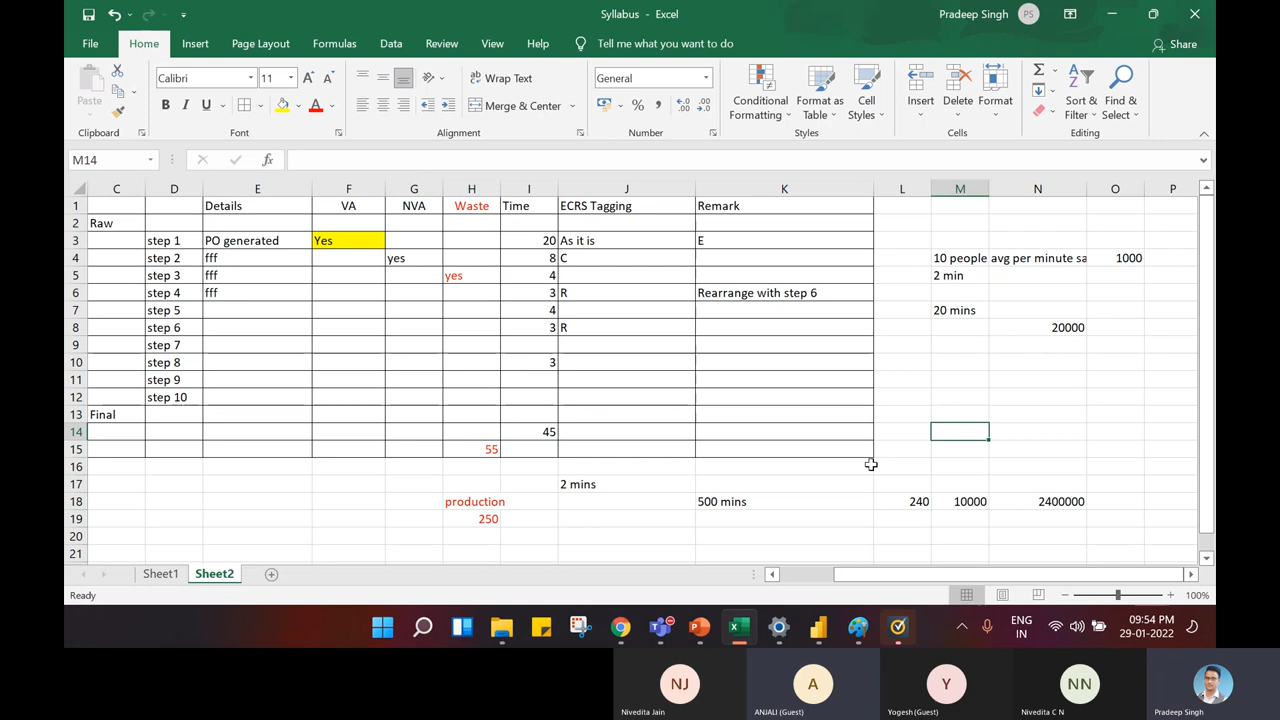 Syllabus - Excel
Pradeep Singh PS
File Home Insert Page Layout Formulas Data Review View Help Tell me what you want to do Share
Calibri 11 Wrap Text General
Paste B I U Merge & Center % , Conditional Formatting Format as Table Cell Styles Insert Delete Format Sort & Filter Find & Select
Clipboard Font Alignment Number Styles Cells Editing
M14 fx
C D E F G H I J K L M N O P
1 Details VA NVA Waste Time ECRS Tagging Remark
2 Raw
3 step 1 PO generated Yes 20 As it is E
4 step 2 fff yes 8 C 10 people avg per minute sa 1000
5 step 3 fff yes 4 2 min
6 step 4 fff 3 R Rearrange with step 6
7 step 5 4 20 mins
8 step 6 3 R 20000
9 step 7
10 step 8 3
11 step 9
12 step 10
13 Final
14 45
15 55
16
17 2 mins
18 production 500 mins 240 10000 2400000
19 250
20
21
Sheet1 Sheet2
Ready 100%
ENG IN 09:54 PM 29-01-2022
NJ A Y NN
Nivedita Jain ANJALI (Guest) Yogesh (Guest) Nivedita C N Pradeep Singh